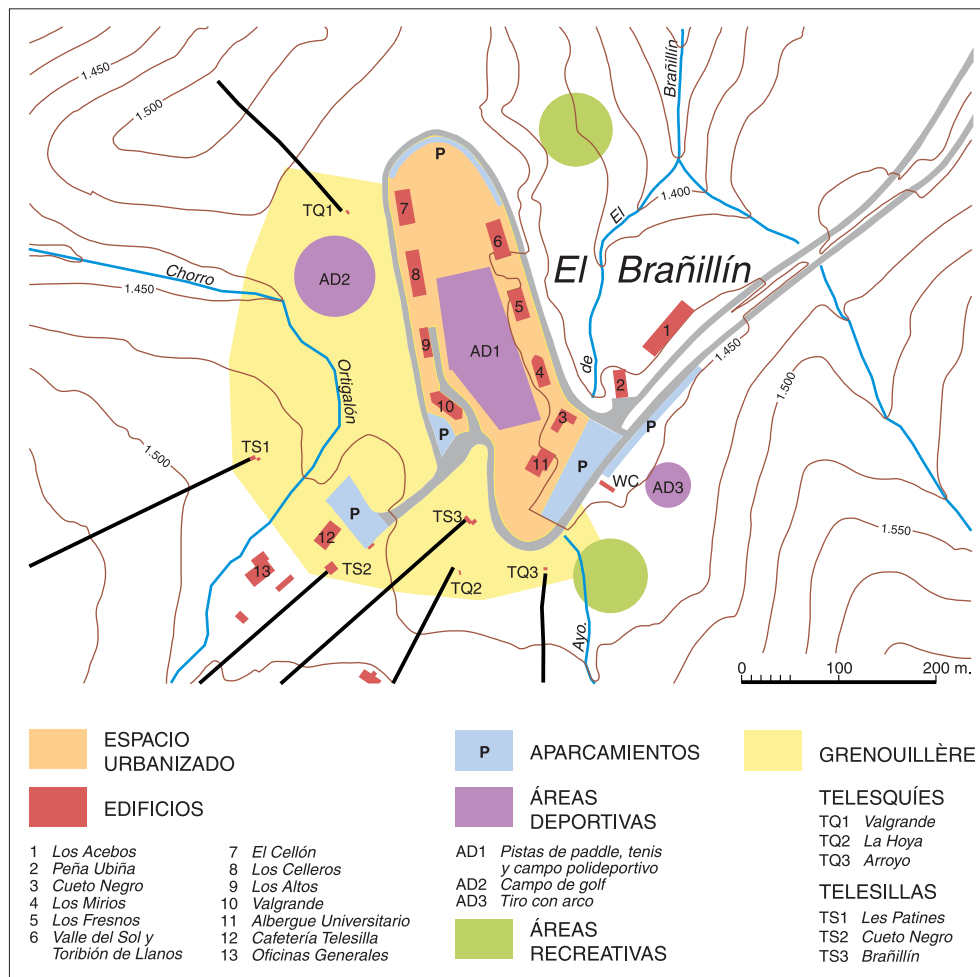 1.450
1.500
P
TQ1
7
6
El
Brañillín
1.400
Chorro
1.450
AD2
8
5
El Brañillín
1
AD1
Ortigalón
9
4
de
2
1.450
1.500
10
3
P
P
TS1
11
P
WC
AD3
1.500
P
TS3
12
1.550
13
TS2
TQ2
TQ3
Ayo.
0 100 200 m.
ESPACIO
URBANIZADO
EDIFICIOS
1 Los Acebos
2 Peña Ubiña
3 Cueto Negro
4 Los Mirios
5 Los Fresnos
6 Valle del Sol y
Toribión de Llanos
7 El Cellón
8 Los Celleros
9 Los Altos
10 Valgrande
11 Albergue Universitario
12 Cafetería Telesilla
13 Oficinas Generales
P APARCAMIENTOS
ÁREAS
DEPORTIVAS
AD1 Pistas de paddle, tenis
y campo polideportivo
AD2 Campo de golf
AD3 Tiro con arco
ÁREAS
RECREATIVAS
GRENOUILLÈRE
TELESQUÍES
TQ1 Valgrande
TQ2 La Hoya
TQ3 Arroyo
TELESILLAS
TS1 Les Patines
TS2 Cueto Negro
TS3 Brañillín